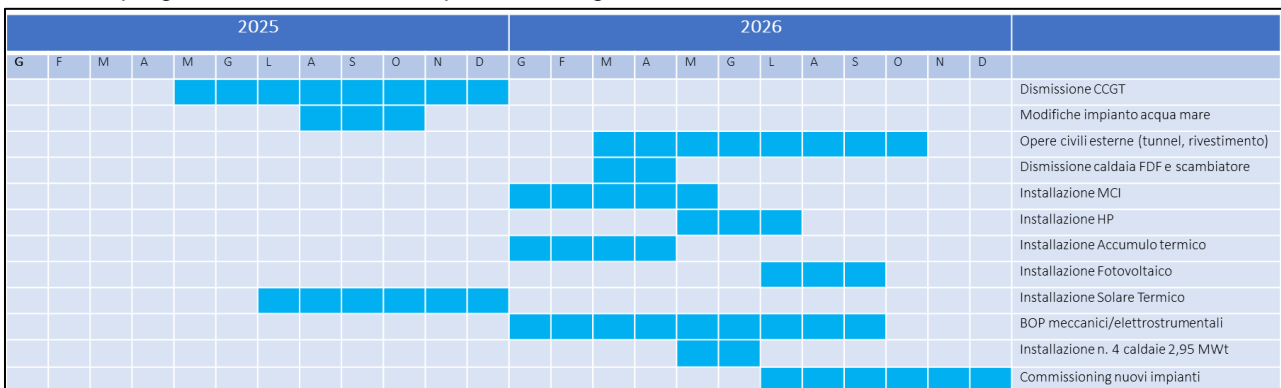 2025 2026
G F M A M G L A S O N D G F M A M G L A S O N D
Dismissione CCGT
Modifiche impianto acqua mare
Opere civili esterne (tunnel, rivestimento)
Dismissione caldaia FDF e scambiatore
Installazione MCI
Installazione HP
Installazione Accumulo termico
Installazione Fotovoltaico
Installazione Solare Termico
BOP meccanici/elettrostrumentali
Installazione n. 4 caldaie 2,95 MWt
Commissioning nuovi impianti